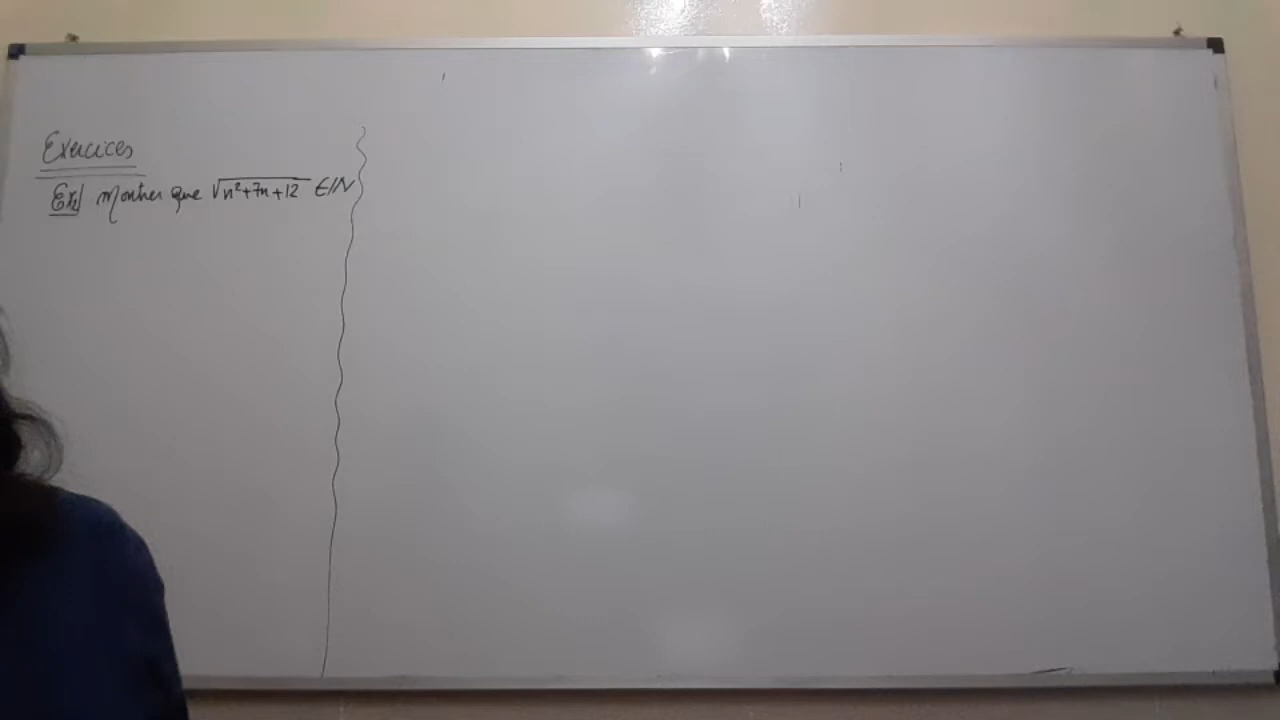 Exercices
Ex1/ Montrer que √n²+7n+12 ∈ IN